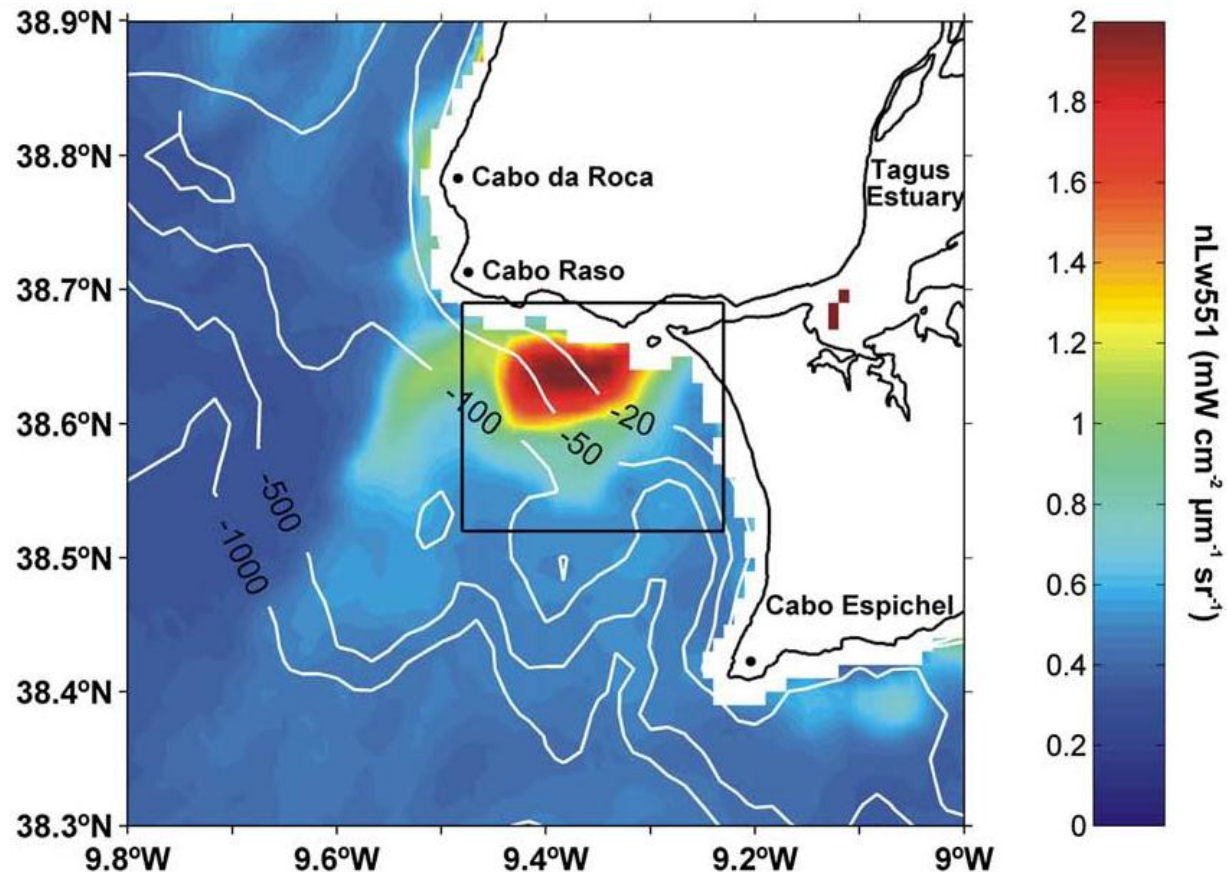 38.9ºN
38.8ºN
38.7ºN
38.6ºN
38.5ºN
38.4ºN
38.3ºN
9.8ºW
9.6ºW
9.4ºW
9.2ºW
9ºW
Cabo da Roca
Cabo Raso
Tagus
Estuary
Cabo Espichel
-100
-20
-50
-500
-1000
2
1.8
1.6
1.4
1.2
1
0.8
0.6
0.4
0.2
0
nLw551 (mW cm⁻² µm⁻¹ sr⁻¹)